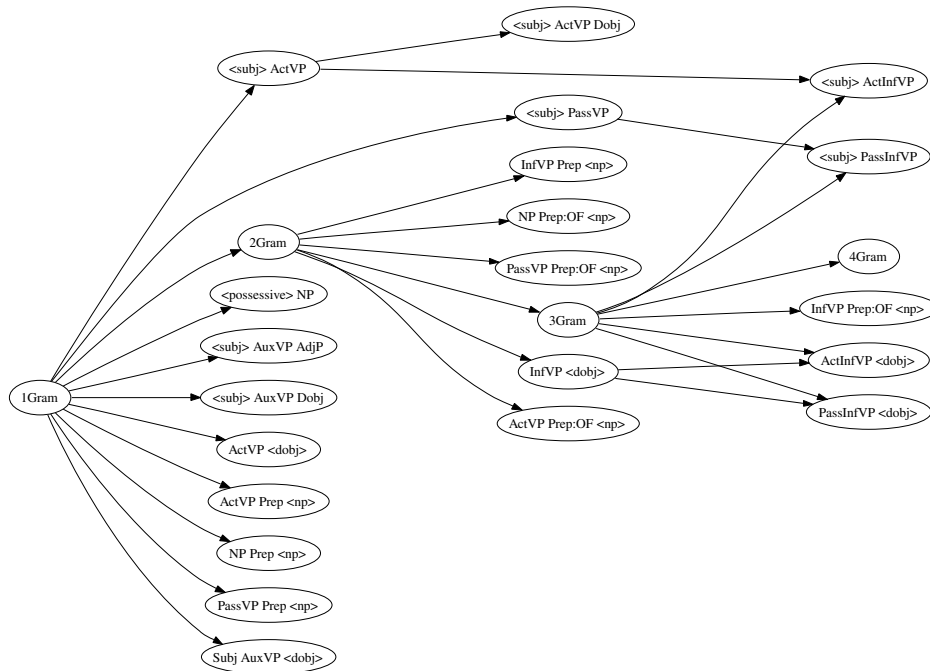 <subj> ActVP Dobj
<subj> ActVP
<subj> ActInfVP
<subj> PassVP
<subj> PassInfVP
InfVP Prep <np>
NP Prep:OF <np>
2Gram
4Gram
PassVP Prep:OF <np>
<possessive> NP
InfVP Prep:OF <np>
3Gram
<subj> AuxVP AdjP
ActInfVP <dobj>
InfVP <dobj>
1Gram
<subj> AuxVP Dobj
PassInfVP <dobj>
ActVP Prep:OF <np>
ActVP <dobj>
ActVP Prep <np>
NP Prep <np>
PassVP Prep <np>
Subj AuxVP <dobj>